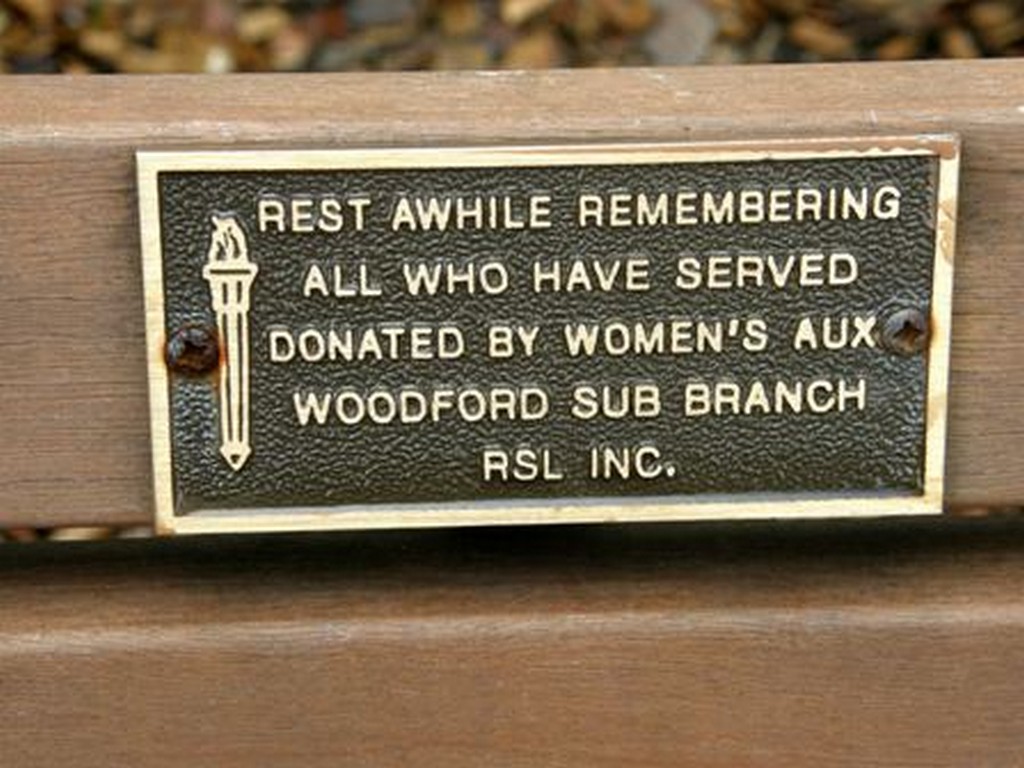 REST AWHILE REMEMBERING
ALL WHO HAVE SERVED
DONATED BY WOMEN'S AUX
WOODFORD SUB BRANCH
RSL INC.